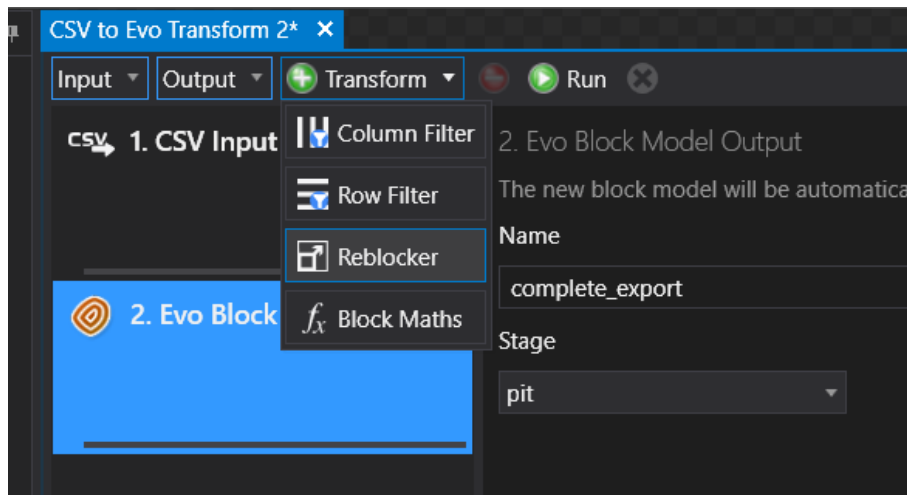 CSV to Evo Transform 2*
Input Output Transform Run
CSV 1. CSV Input
Column Filter
Row Filter
Reblocker
fx Block Maths
2. Evo Block
2. Evo Block Model Output
The new block model will be automatica
Name
complete_export
Stage
pit